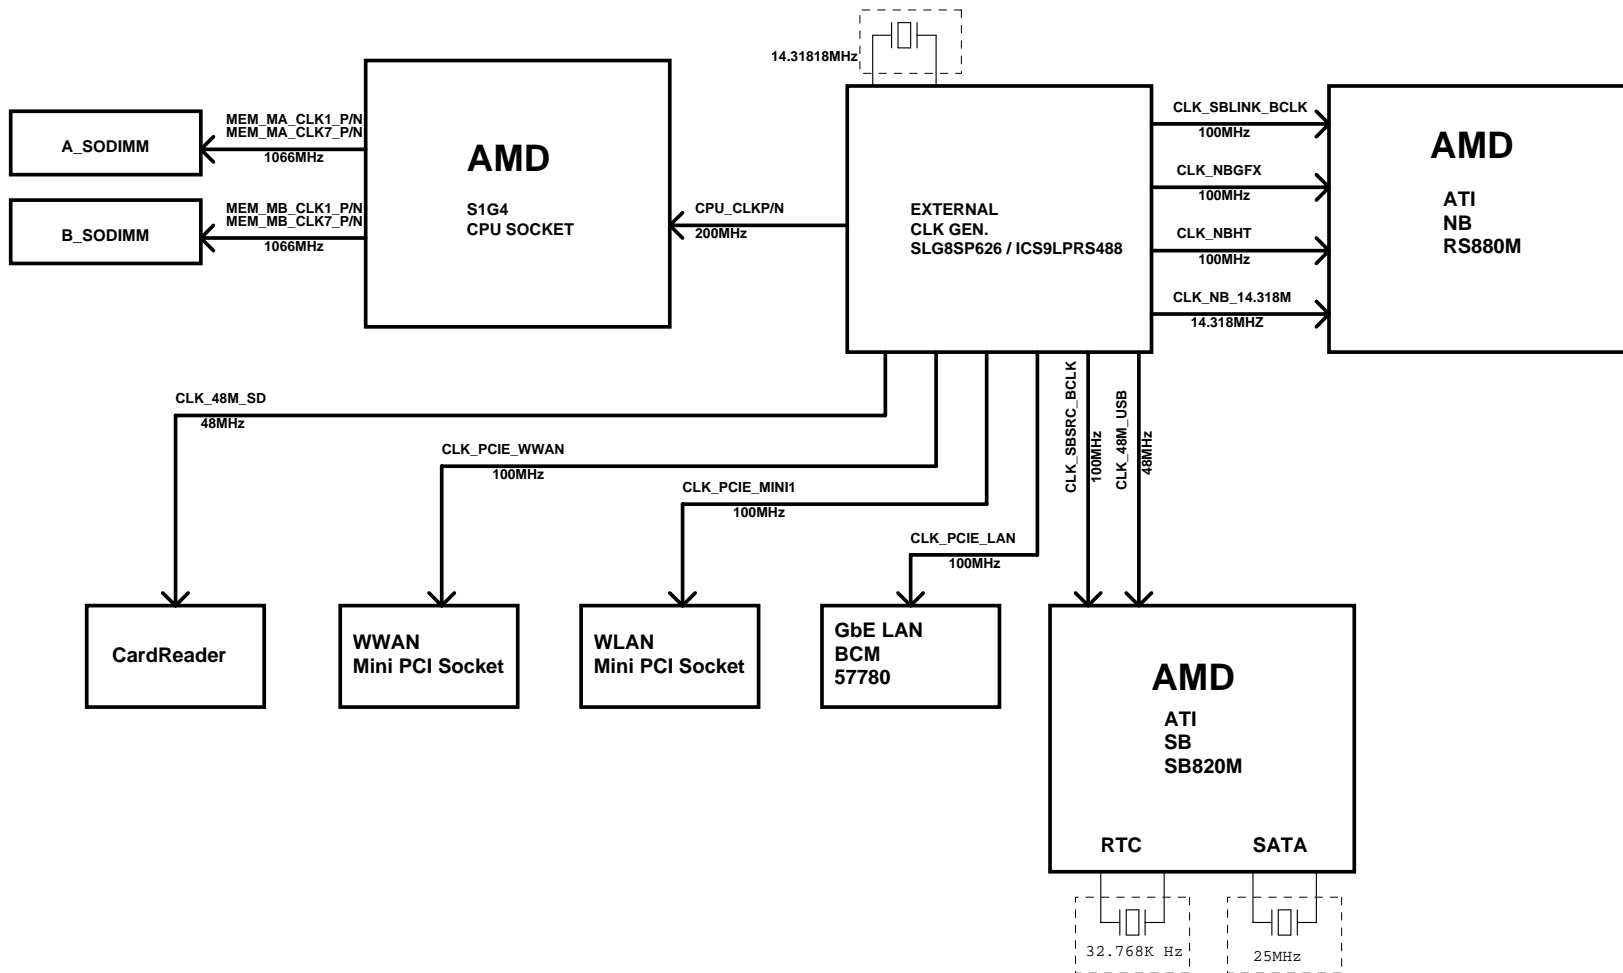 14.31818MHz
A_SODIMM
MEM_MA_CLK1_P/N
MEM_MA_CLK7_P/N
1066MHz
B_SODIMM
MEM_MB_CLK1_P/N
MEM_MB_CLK7_P/N
1066MHz
AMD
S1G4
CPU SOCKET
CPU_CLKP/N
200MHz
EXTERNAL
CLK GEN.
SLG8SP626 / ICS9LPRS488
CLK_SBLINK_BCLK
100MHz
CLK_NBGFX
100MHz
CLK_NBHT
100MHz
CLK_NB_14.318M
14.318MHZ
AMD
ATI
NB
RS880M
CLK_48M_SD
48MHz
CLK_PCIE_WWAN
100MHz
CLK_PCIE_MINI1
100MHz
CLK_PCIE_LAN
100MHz
CLK_SBSRC_BCLK
100MHz
CLK_48M_USB
48MHz
CardReader
WWAN
Mini PCI Socket
WLAN
Mini PCI Socket
GbE LAN
BCM
57780
AMD
ATI
SB
SB820M
RTC
SATA
32.768K Hz
25MHz